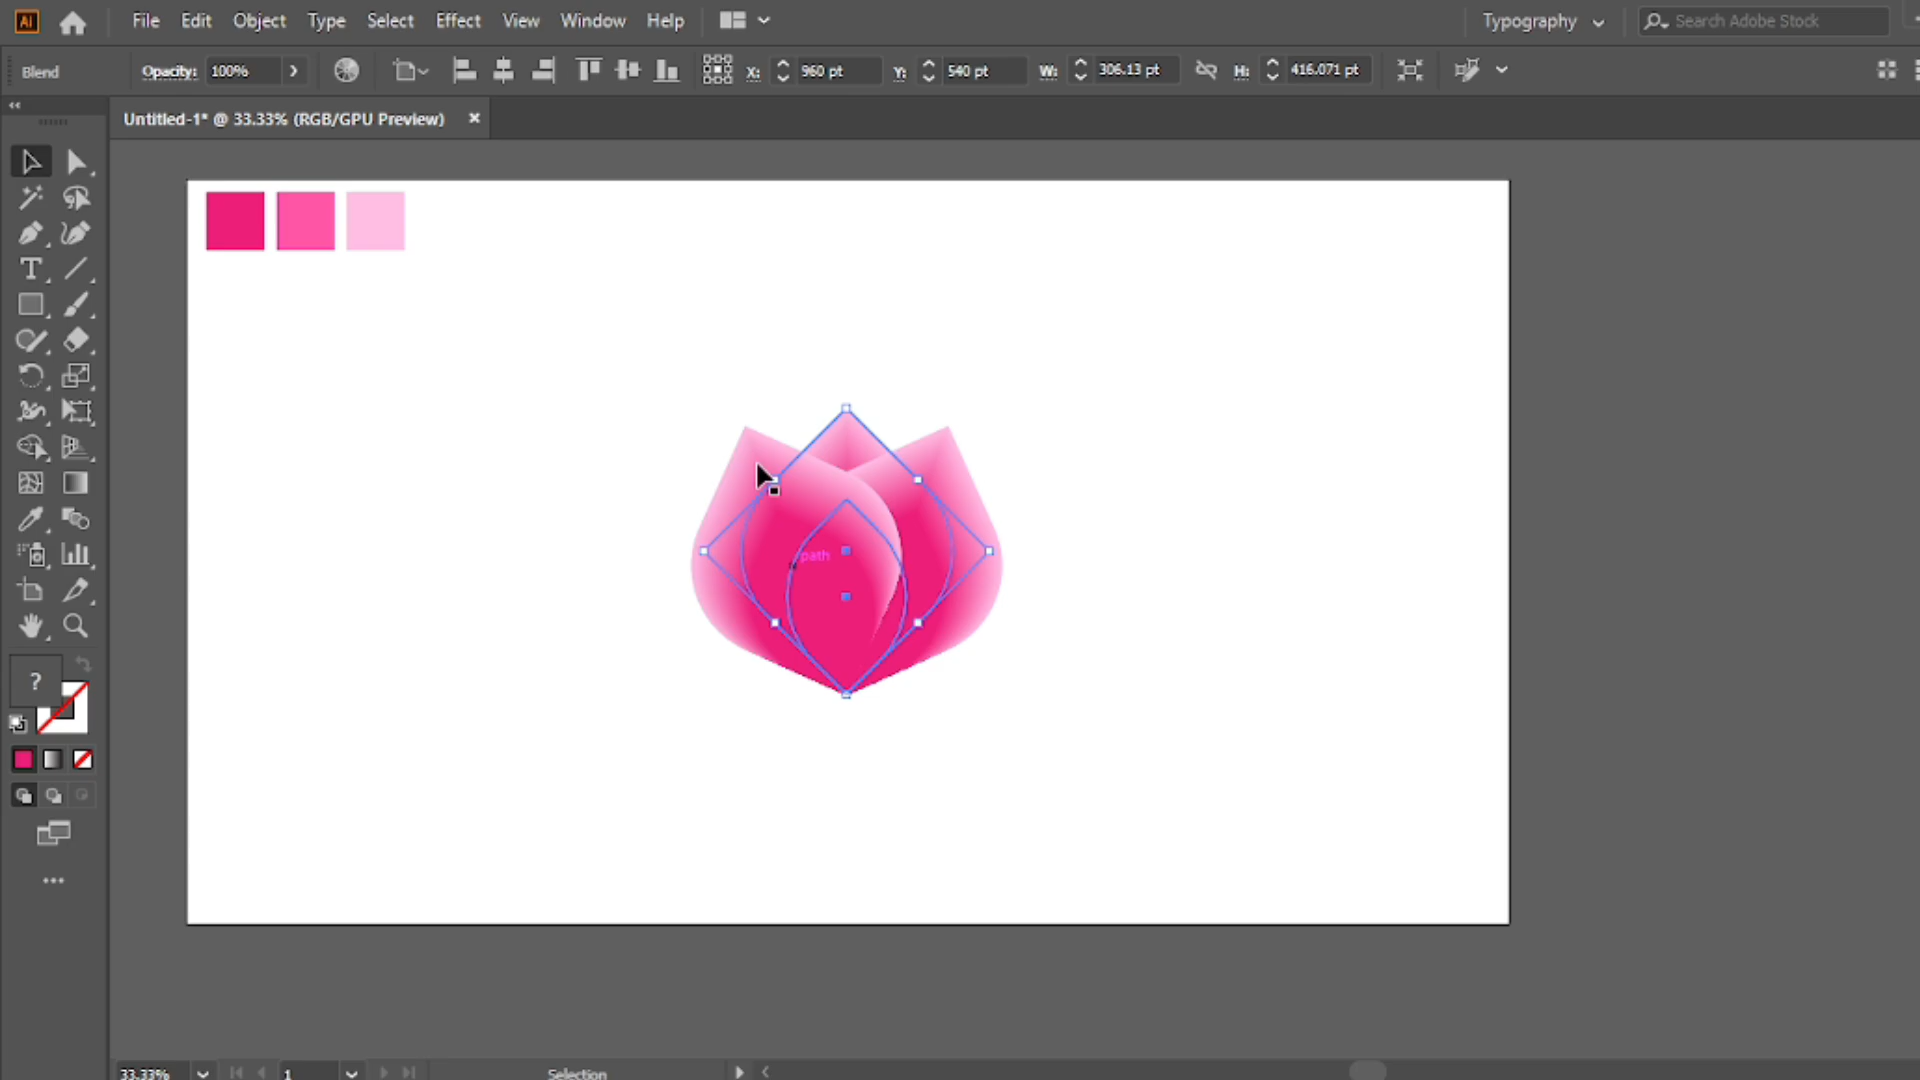 Ai File Edit Object Type Select Effect View Window Help Typography Search Adobe Stock
Blend Opacity: 100% X: 960 pt Y: 540 pt W: 306.13 pt H: 416.071 pt
Untitled-1* @ 33.33% (RGB/GPU Preview) ×
path
?
33.33% 1 Selection